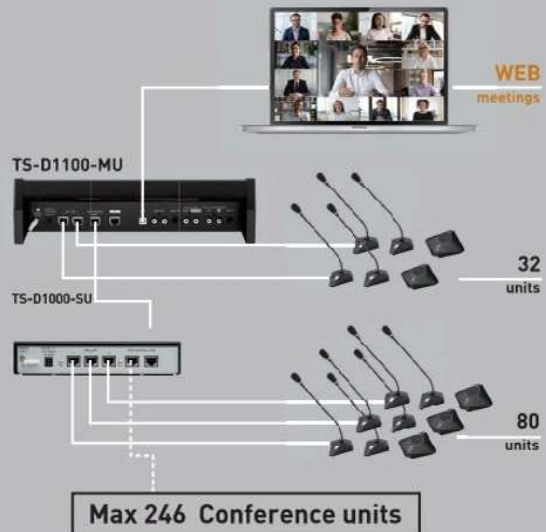 WEB
meetings
TS-D1100-MU
32
units
TS-D1000-SU
80
units
Max 246 Conference units